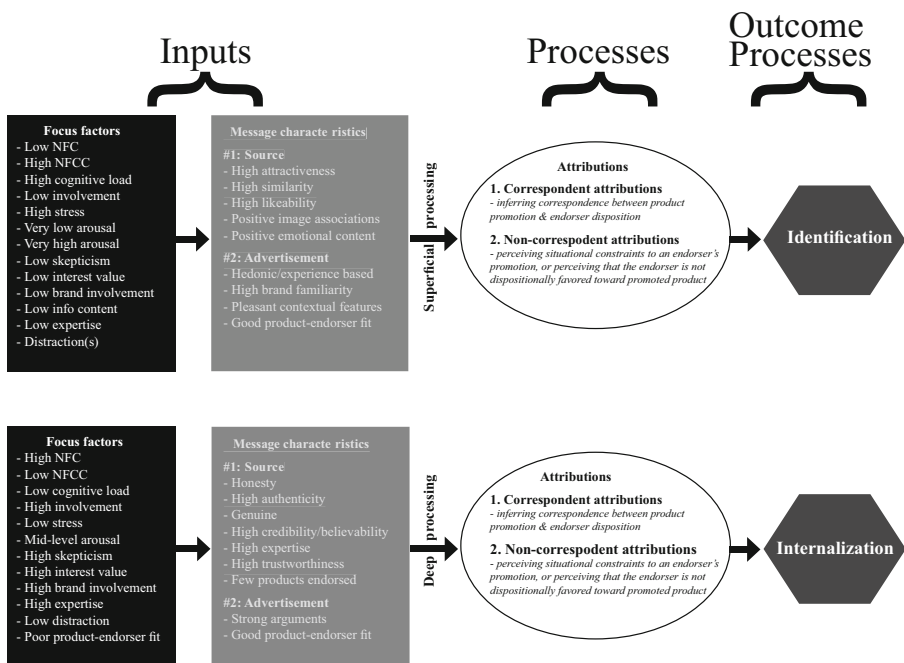 Inputs
Processes
Outcome
Processes
Focus factors
- Low NFC
- High NFCC
- High cognitive load
- Low involvement
- High stress
- Very low arousal
- Very high arousal
- Low skepticism
- Low interest value
- Low brand involvement
- Low info content
- Low expertise
- Distraction(s)
Message characte ristics
#1: Source
- High attractiveness
- High similarity
- High likeability
- Positive image associations
- Positive emotional content
#2: Advertisement
- Hedonic/experience based
- High brand familiarity
- Pleasant contextual features
- Good product-endorser fit
Superficial processing
Attributions
1. Correspondent attributions
- inferring correspondence between product
promotion & endorser disposition
2. Non-correspodent attributions
- perceiving situational constraints to an endorser's
promotion, or perceiving that the endorser is not
dispositionally favored toward promoted product
Identification
Focus factors
- High NFC
- Low NFCC
- Low cognitive load
- High involvement
- Low stress
- Mid-level arousal
- High skepticism
- High interest value
- High brand involvement
- High expertise
- Low distraction
- Poor product-endorser fit
Message characte ristics
#1: Source
- Honesty
- High authenticity
- Genuine
- High credibility/believability
- High expertise
- High trustworthiness
- Few products endorsed
#2: Advertisement
- Strong arguments
- Good product-endorser fit
Deep processing
Attributions
1. Correspondent attributions
- inferring correspondence between product
promotion & endorser disposition
2. Non-correspodent attributions
- perceiving situational constraints to an endorser's
promotion, or perceiving that the endorser is not
dispositionally favored toward promoted product
Internalization